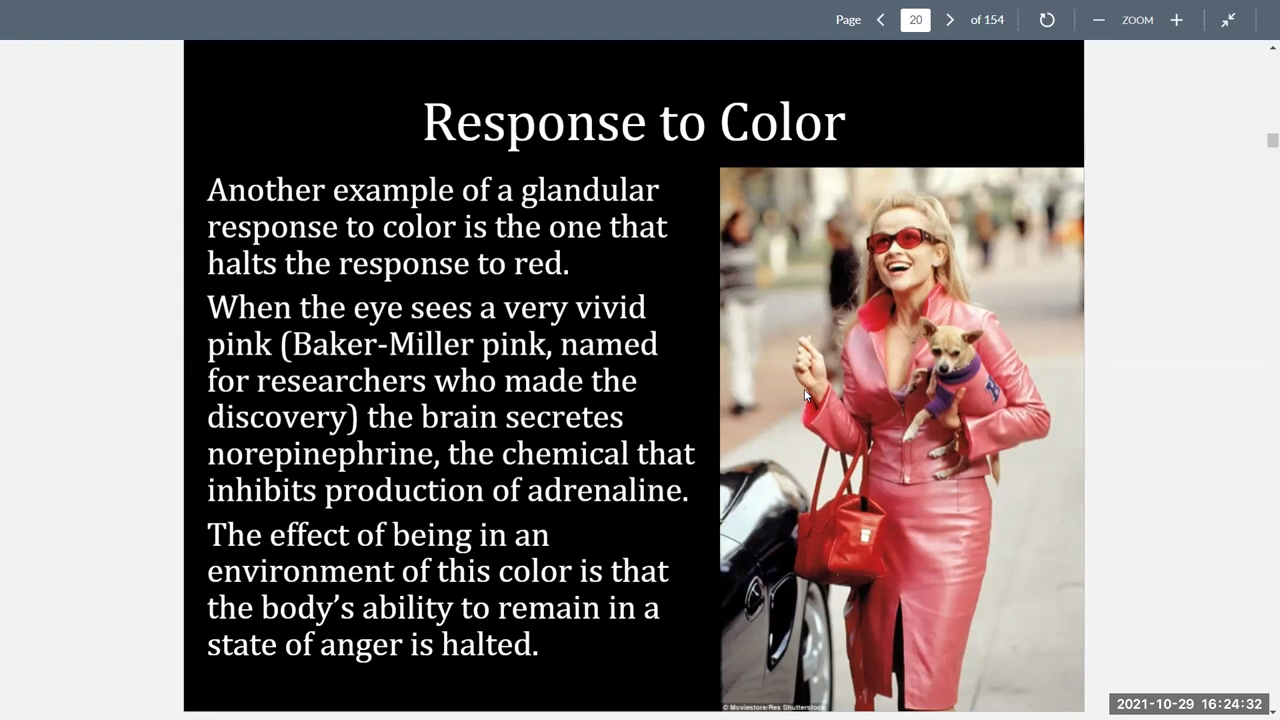 Page 20 of 154 ZOOM
Response to Color
Another example of a glandular
response to color is the one that
halts the response to red.
When the eye sees a very vivid
pink (Baker-Miller pink, named
for researchers who made the
discovery) the brain secretes
norepinephrine, the chemical that
inhibits production of adrenaline.
The effect of being in an
environment of this color is that
the body’s ability to remain in a
state of anger is halted.
© Moviestore/Rex Shutterstock
2021-10-29 16:24:32